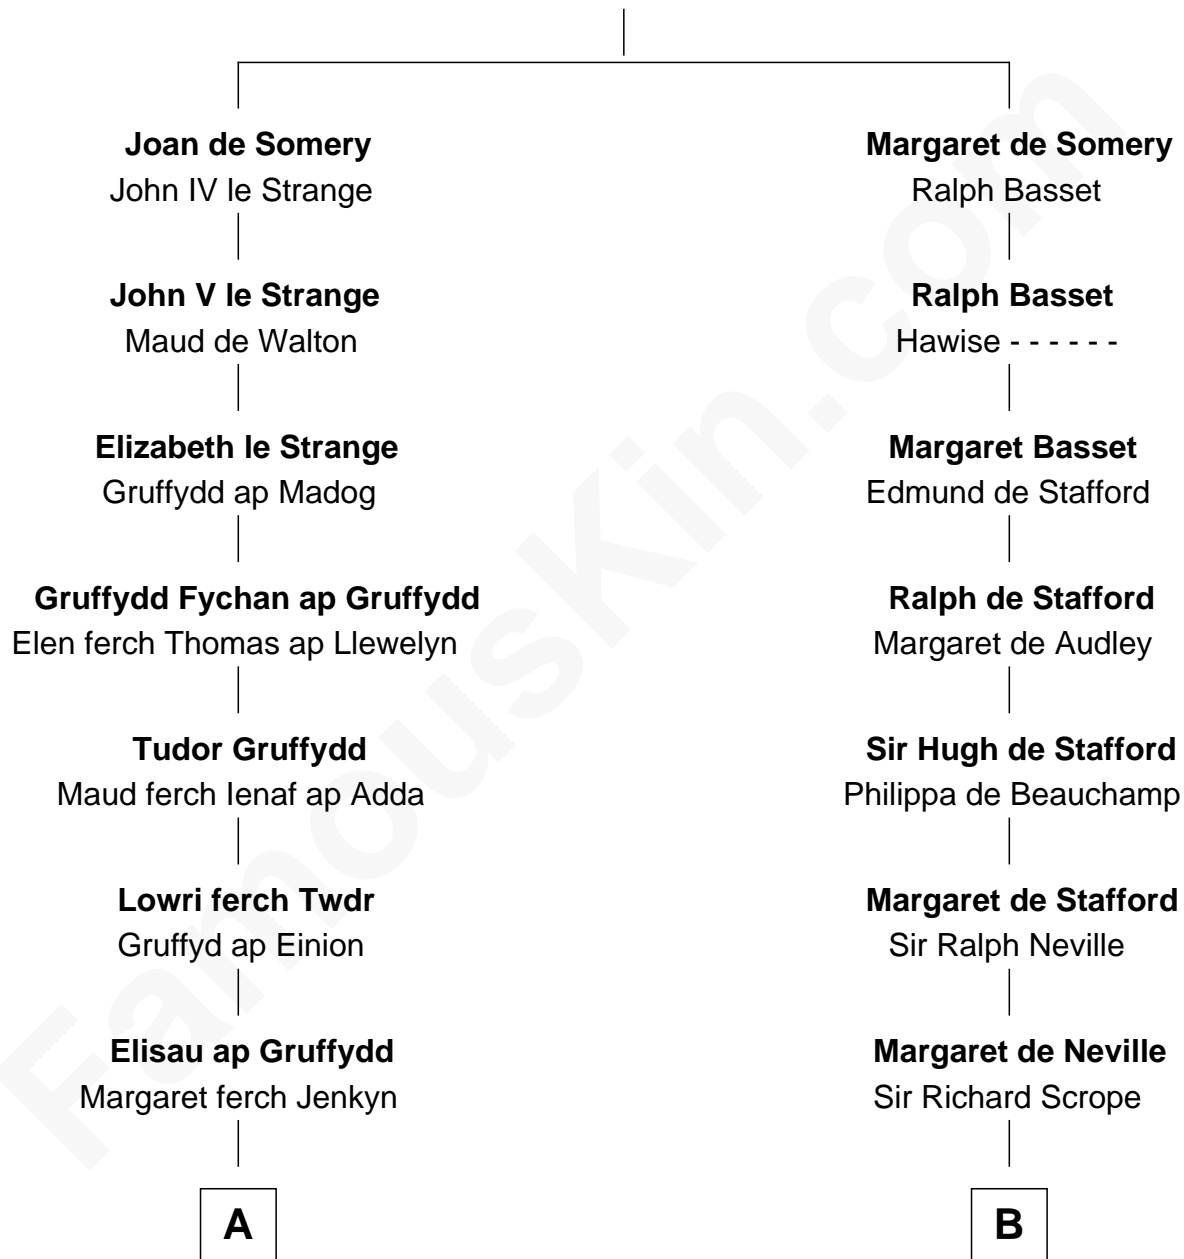 Joan de Somery
John IV le Strange
John V le Strange
Maud de Walton
Elizabeth le Strange
Gruffydd ap Madog
Gruffydd Fychan ap Gruffydd
Elen ferch Thomas ap Llewelyn
Tudor Gruffydd
Maud ferch Ienaf ap Adda
Lowri ferch Twdr
Gruffyd ap Einion
Elisau ap Gruffydd
Margaret ferch Jenkyn
A
Margaret de Somery
Ralph Basset
Ralph Basset
Hawise - - - - - -
Margaret Basset
Edmund de Stafford
Ralph de Stafford
Margaret de Audley
Sir Hugh de Stafford
Philippa de Beauchamp
Margaret de Stafford
Sir Ralph Neville
Margaret de Neville
Sir Richard Scrope
B
FamousKin.com